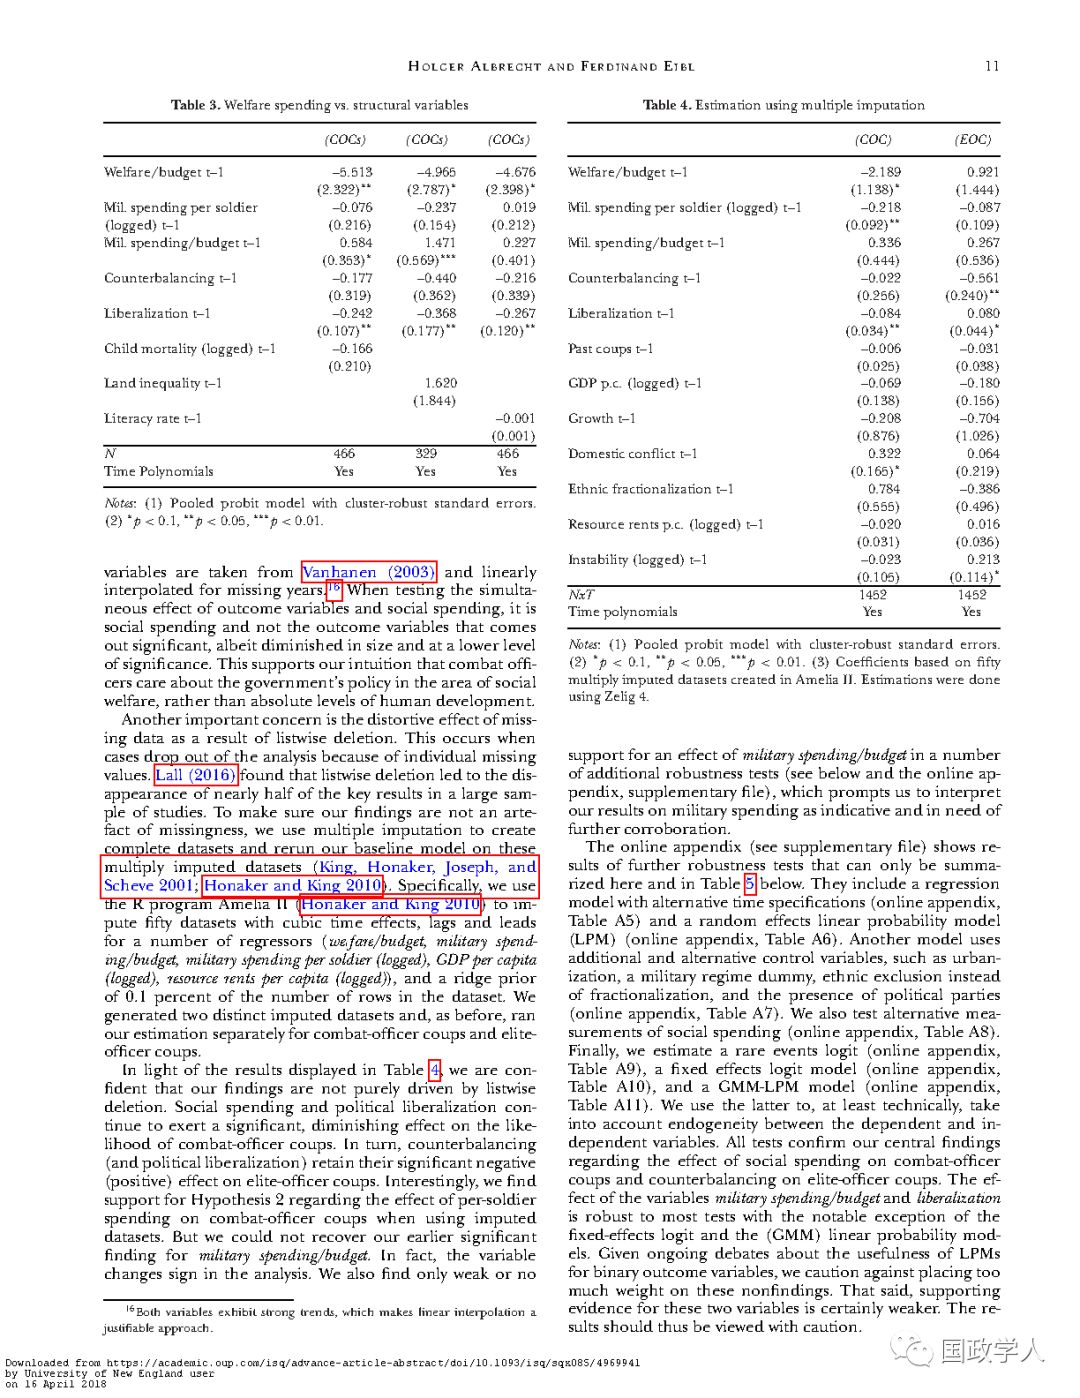 HOLGER ALBRECHT AND FERDINAND EIBL
11
Table 3. Welfare spending vs. structural variables
(COCs) (COCs) (COCs)
Welfare/budget t–1 –5.513 –4.965 –4.676
(2.322)** (2.787)* (2.398)*
Mil. spending per soldier –0.076 –0.237 0.019
(logged) t–1 (0.216) (0.154) (0.212)
Mil. spending/budget t–1 0.584 1.471 0.227
(0.353)* (0.569)*** (0.401)
Counterbalancing t–1 –0.177 –0.440 –0.216
(0.319) (0.362) (0.339)
Liberalization t–1 –0.242 –0.368 –0.267
(0.107)** (0.177)** (0.120)**
Child mortality (logged) t–1 –0.166
(0.210)
Land inequality t–1 1.620
(1.844)
Literacy rate t–1 –0.001
(0.001)
N 466 329 466
Time Polynomials Yes Yes Yes
Notes: (1) Pooled probit model with cluster-robust standard errors.
(2) *p < 0.1, **p < 0.05, ***p < 0.01.
variables are taken from Vanhanen (2003) and linearly
interpolated for missing years.16 When testing the simulta-
neous effect of outcome variables and social spending, it is
social spending and not the outcome variables that comes
out significant, albeit diminished in size and at a lower level
of significance. This supports our intuition that combat offi-
cers care about the government's policy in the area of social
welfare, rather than absolute levels of human development.
Another important concern is the distortive effect of miss-
ing data as a result of listwise deletion. This occurs when
cases drop out of the analysis because of individual missing
values. Lall (2016) found that listwise deletion led to the dis-
appearance of nearly half of the key results in a large sam-
ple of studies. To make sure our findings are not an arte-
fact of missingness, we use multiple imputation to create
complete datasets and rerun our baseline model on these
multiply imputed datasets (King, Honaker, Joseph, and
Scheve 2001; Honaker and King 2010). Specifically, we use
the R program Amelia II (Honaker and King 2010) to im-
pute fifty datasets with cubic time effects, lags and leads
for a number of regressors (welfare/budget, military spend-
ing/budget, military spending per soldier (logged), GDP per capita
(logged), resource rents per capita (logged)), and a ridge prior
of 0.1 percent of the number of rows in the dataset. We
generated two distinct imputed datasets and, as before, ran
our estimation separately for combat-officer coups and elite-
officer coups.
In light of the results displayed in Table 4, we are con-
fident that our findings are not purely driven by listwise
deletion. Social spending and political liberalization con-
tinue to exert a significant, diminishing effect on the like-
lihood of combat-officer coups. In turn, counterbalancing
(and political liberalization) retain their significant negative
(positive) effect on elite-officer coups. Interestingly, we find
support for Hypothesis 2 regarding the effect of per-soldier
spending on combat-officer coups when using imputed
datasets. But we could not recover our earlier significant
finding for military spending/budget. In fact, the variable
changes sign in the analysis. We also find only weak or no
16Both variables exhibit strong trends, which makes linear interpolation a
justifiable approach.
Table 4. Estimation using multiple imputation
(COC) (EOC)
Welfare/budget t–1 –2.189 0.921
(1.138)* (1.444)
Mil. spending per soldier (logged) t–1 –0.218 –0.087
(0.092)** (0.109)
Mil. spending/budget t–1 0.336 0.267
(0.444) (0.536)
Counterbalancing t–1 –0.022 –0.561
(0.256) (0.240)**
Liberalization t–1 –0.084 0.080
(0.034)** (0.044)*
Past coups t–1 –0.006 –0.031
(0.025) (0.038)
GDP p.c. (logged) t–1 –0.069 –0.180
(0.138) (0.156)
Growth t–1 –0.208 –0.704
(0.876) (1.026)
Domestic conflict t–1 0.322 0.064
(0.165)* (0.219)
Ethnic fractionalization t–1 0.784 –0.386
(0.555) (0.496)
Resource rents p.c. (logged) t–1 –0.020 0.016
(0.031) (0.036)
Instability (logged) t–1 –0.023 0.213
(0.105) (0.114)*
NxT 1452 1452
Time polynomials Yes Yes
Notes: (1) Pooled probit model with cluster-robust standard errors.
(2) *p < 0.1, **p < 0.05, ***p < 0.01. (3) Coefficients based on fifty
multiply imputed datasets created in Amelia II. Estimations were done
using Zelig 4.
support for an effect of military spending/budget in a number
of additional robustness tests (see below and the online ap-
pendix, supplementary file), which prompts us to interpret
our results on military spending as indicative and in need of
further corroboration.
The online appendix (see supplementary file) shows re-
sults of further robustness tests that can only be summa-
rized here and in Table 5 below. They include a regression
model with alternative time specifications (online appendix,
Table A5) and a random effects linear probability model
(LPM) (online appendix, Table A6). Another model uses
additional and alternative control variables, such as urban-
ization, a military regime dummy, ethnic exclusion instead
of fractionalization, and the presence of political parties
(online appendix, Table A7). We also test alternative mea-
surements of social spending (online appendix, Table A8).
Finally, we estimate a rare events logit (online appendix,
Table A9), a fixed effects logit model (online appendix,
Table A10), and a GMM-LPM model (online appendix,
Table A11). We use the latter to, at least technically, take
into account endogeneity between the dependent and in-
dependent variables. All tests confirm our central findings
regarding the effect of social spending on combat-officer
coups and counterbalancing on elite-officer coups. The ef-
fect of the variables military spending/budget and liberalization
is robust to most tests with the notable exception of the
fixed-effects logit and the (GMM) linear probability mod-
els. Given ongoing debates about the usefulness of LPMs
for binary outcome variables, we caution against placing too
much weight on these nonfindings. That said, supporting
evidence for these two variables is certainly weaker. The re-
sults should thus be viewed with caution.
国政学人
Downloaded from https://academic.oup.com/isq/advance-article-abstract/doi/10.1093/isq/sqx085/4969941
by University of New England user
on 16 April 2018